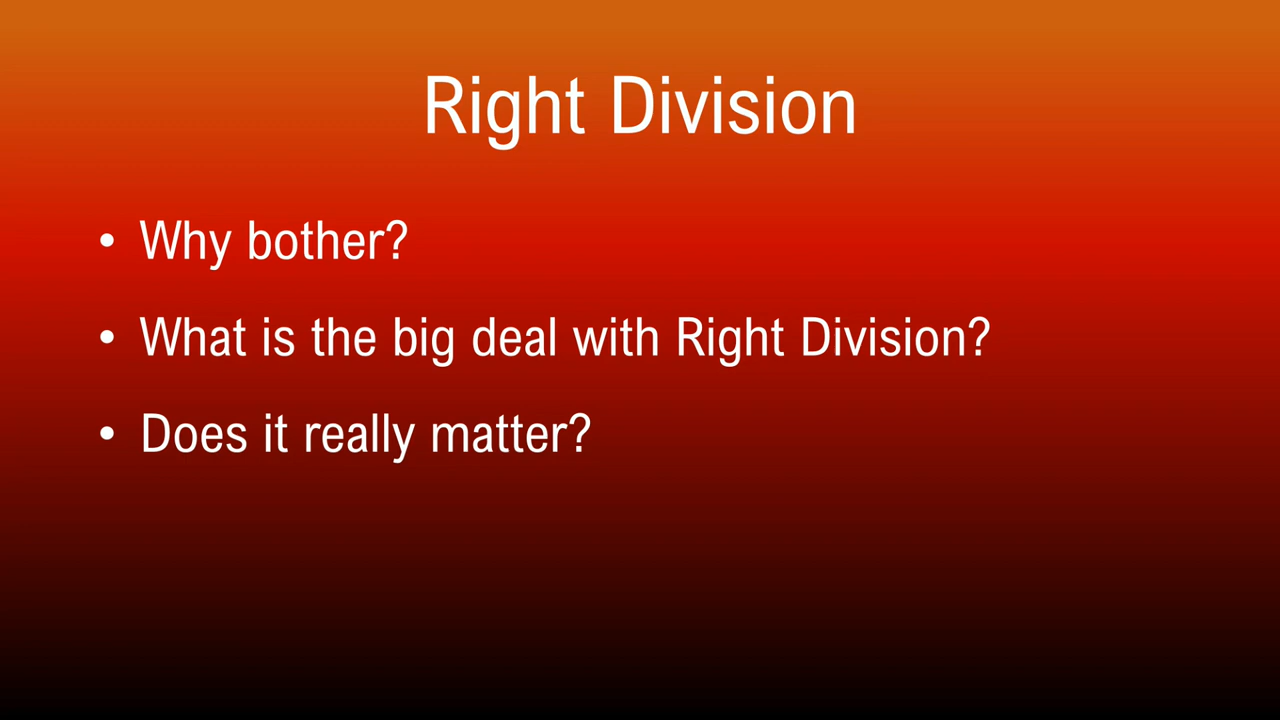 Right Division
• Why bother?
• What is the big deal with Right Division?
• Does it really matter?